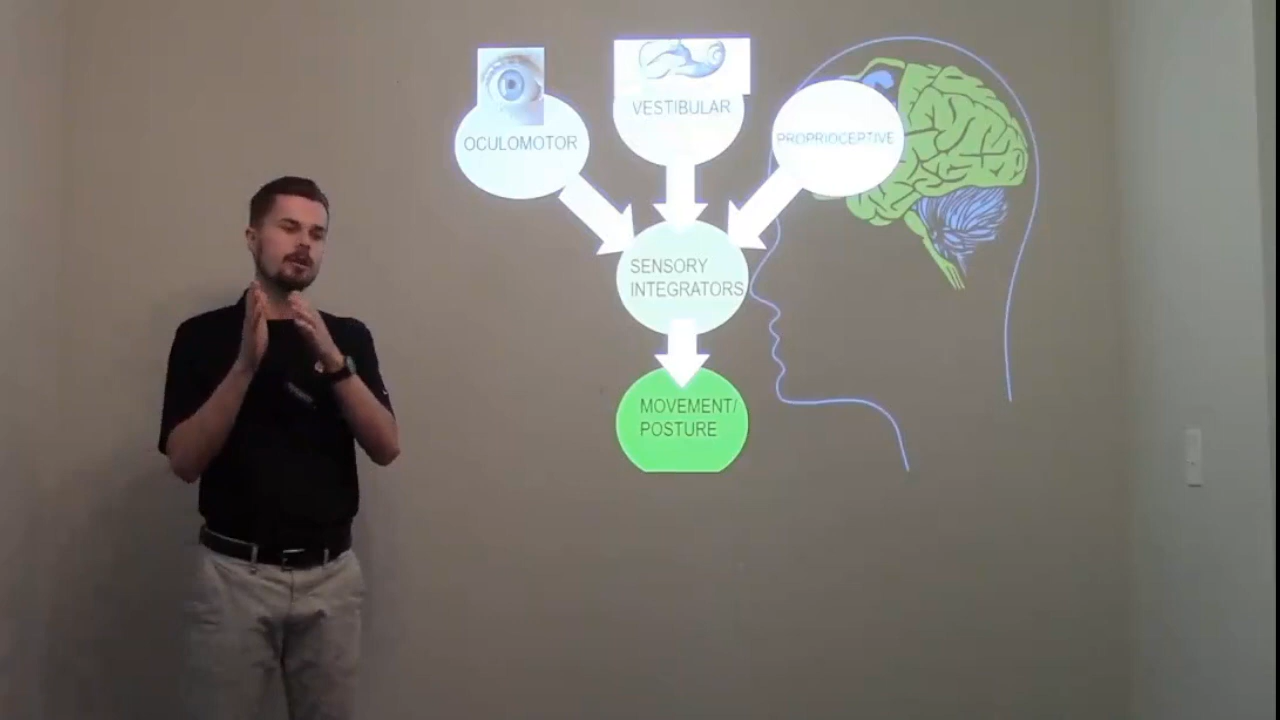 OCULOMOTOR
VESTIBULAR
PROPRIOCEPTIVE
SENSORY
INTEGRATORS
MOVEMENT/
POSTURE